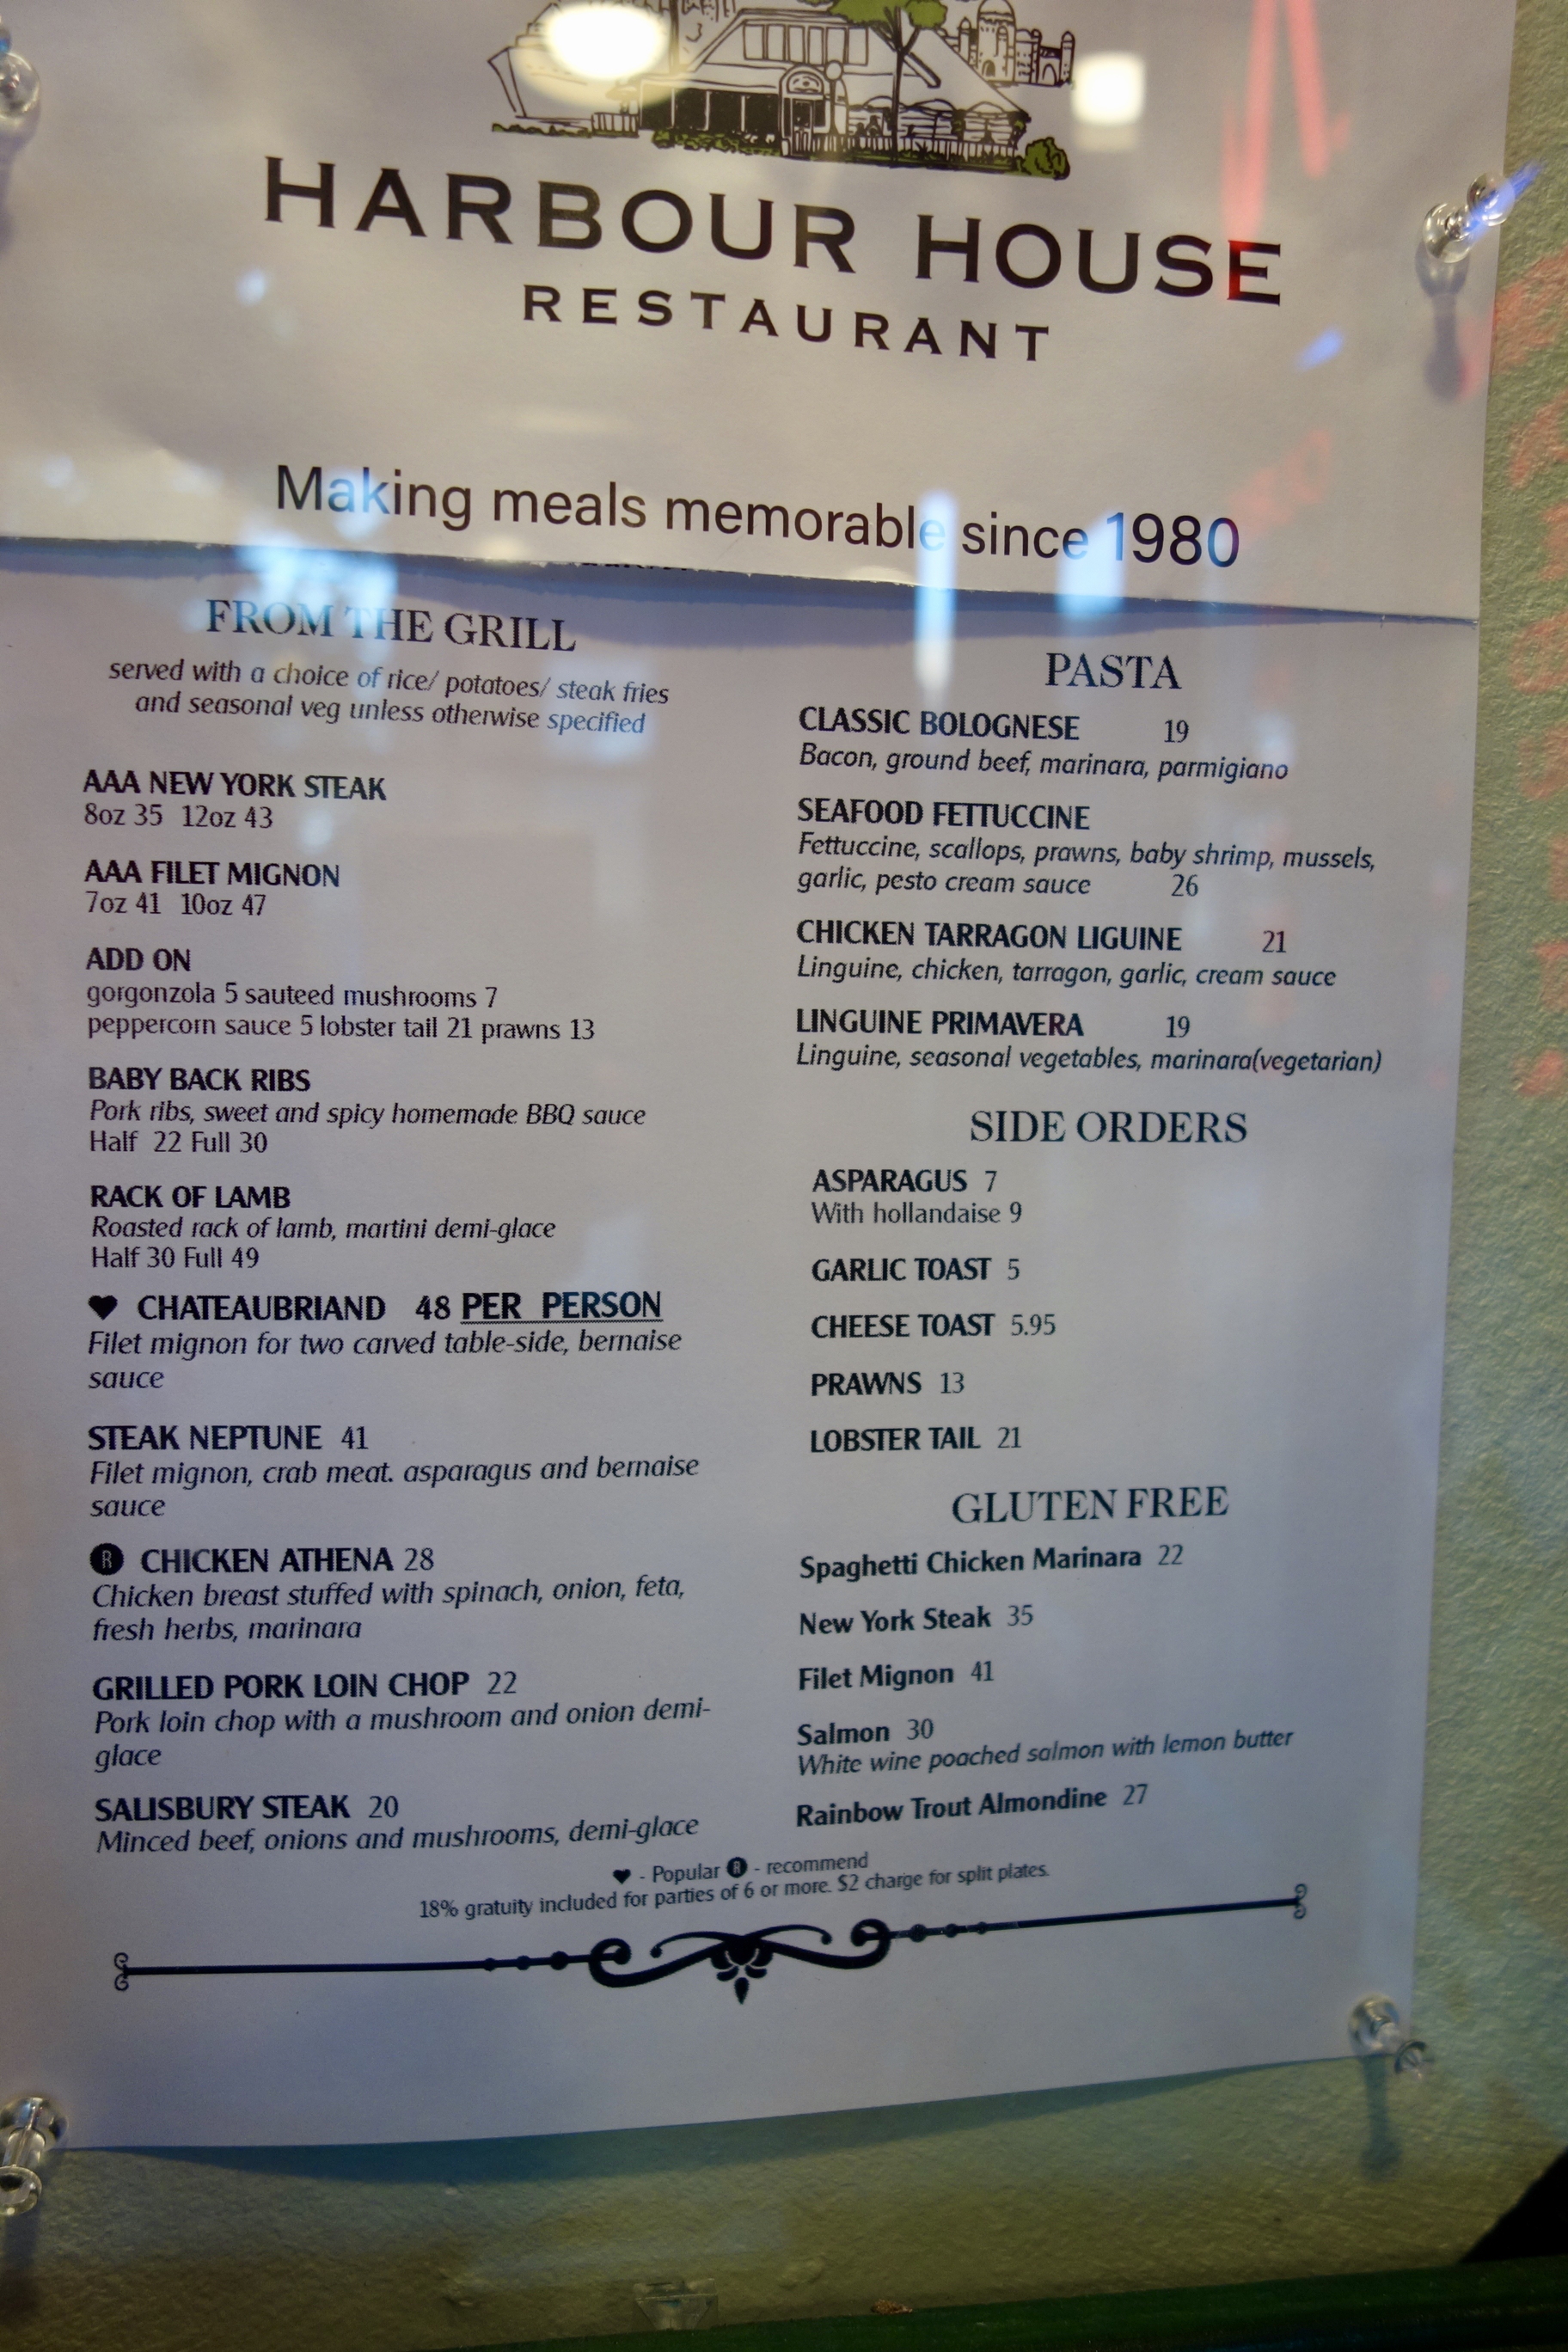 HARBOUR HOUSE
RESTAURANT
Making meals memorable since 1980
FROM THE GRILL
served with a choice of rice/ potatoes/ steak fries
and seasonal veg unless otherwise specified
AAA NEW YORK STEAK
8oz 35 12oz 43
AAA FILET MIGNON
7oz 41 10oz 47
ADD ON
gorgonzola 5 sauteed mushrooms 7
peppercorn sauce 5 lobster tail 21 prawns 13
BABY BACK RIBS
Pork ribs, sweet and spicy homemade BBQ sauce
Half 22 Full 30
RACK OF LAMB
Roasted rack of lamb, martini demi-glace
Half 30 Full 49
♥ CHATEAUBRIAND 48 PER PERSON
Filet mignon for two carved table-side, bernaise
sauce
STEAK NEPTUNE 41
Filet mignon, crab meat. asparagus and bernaise
sauce
R CHICKEN ATHENA 28
Chicken breast stuffed with spinach, onion, feta,
fresh herbs, marinara
GRILLED PORK LOIN CHOP 22
Pork loin chop with a mushroom and onion demi-
glace
SALISBURY STEAK 20
Minced beef, onions and mushrooms, demi-glace
PASTA
CLASSIC BOLOGNESE 19
Bacon, ground beef, marinara, parmigiano
SEAFOOD FETTUCCINE
Fettuccine, scallops, prawns, baby shrimp, mussels,
garlic, pesto cream sauce 26
CHICKEN TARRAGON LIGUINE 21
Linguine, chicken, tarragon, garlic, cream sauce
LINGUINE PRIMAVERA 19
Linguine, seasonal vegetables, marinara(vegetarian)
SIDE ORDERS
ASPARAGUS 7
With hollandaise 9
GARLIC TOAST 5
CHEESE TOAST 5.95
PRAWNS 13
LOBSTER TAIL 21
GLUTEN FREE
Spaghetti Chicken Marinara 22
New York Steak 35
Filet Mignon 41
Salmon 30
White wine poached salmon with lemon butter
Rainbow Trout Almondine 27
♥ - Popular R - recommend
18% gratuity included for parties of 6 or more. $2 charge for split plates.